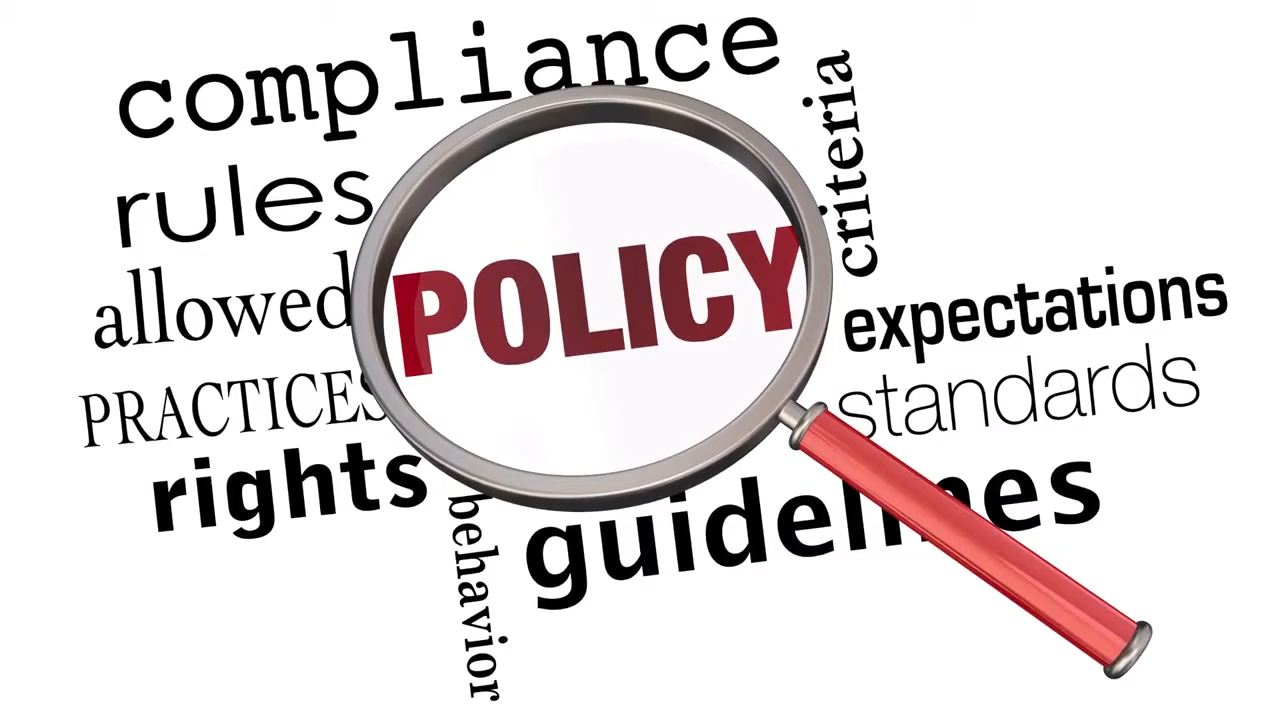 compliance
criteria
rules
allowed
POLICY
expectations
PRACTICES
standards
rights
guidelines
behavior